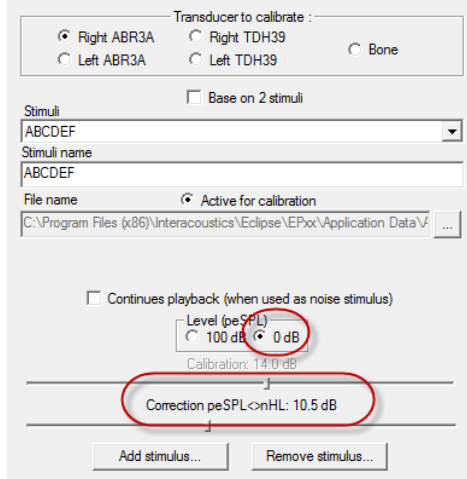 Transducer to calibrate :
Right ABR3A Right TDH39
Bone
Left ABR3A Left TDH39
Base on 2 stimuli
Stimuli
ABCDEF
Stimuli name
ABCDEF
File name Active for calibration
C:\Program Files (x86)\Interacoustics\Eclipse\EPxx\Application Data\ ...
Continues playback (when used as noise stimulus)
Level (peSPL)
100 dB 0 dB
Calibration: 14.0 dB
Correction peSPL<>nHL: 10.5 dB
Add stimulus... Remove stimulus...